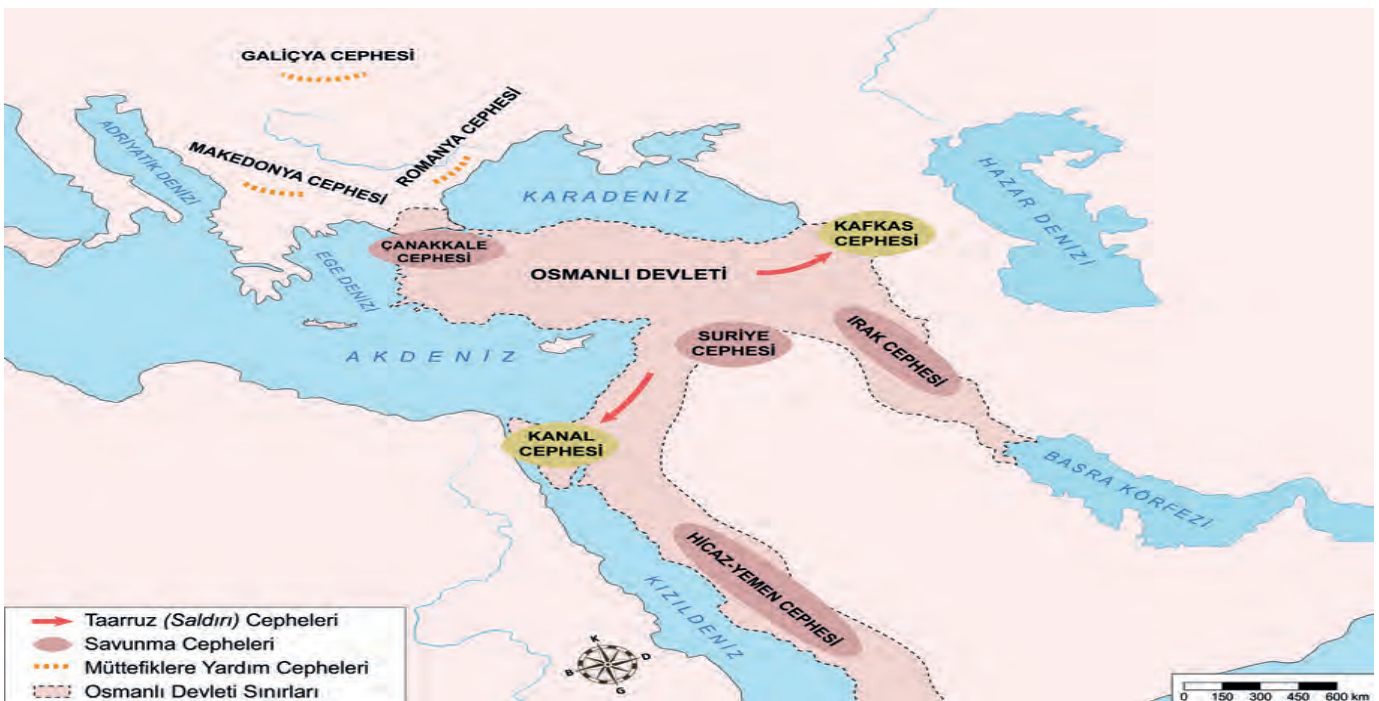 GALİÇYA CEPHESİ
ADRİYATİK DENİZİ
MAKEDONYA CEPHESİ
ROMANYA CEPHESİ
KARADENİZ
HAZAR DENİZİ
KAFKAS
CEPHESİ
ÇANAKKALE
CEPHESİ
EGE DENİZİ
OSMANLI DEVLETİ
SURİYE
CEPHESİ
IRAK CEPHESİ
AKDENİZ
KANAL
CEPHESİ
BASRA KÖRFEZİ
HİCAZ-YEMEN CEPHESİ
KIZILDENİZ
Taarruz (Saldırı) Cepheleri
Savunma Cepheleri
Müttefiklere Yardım Cepheleri
Osmanlı Devleti Sınırları
K
B
D
G
0 150 300 450 600 km